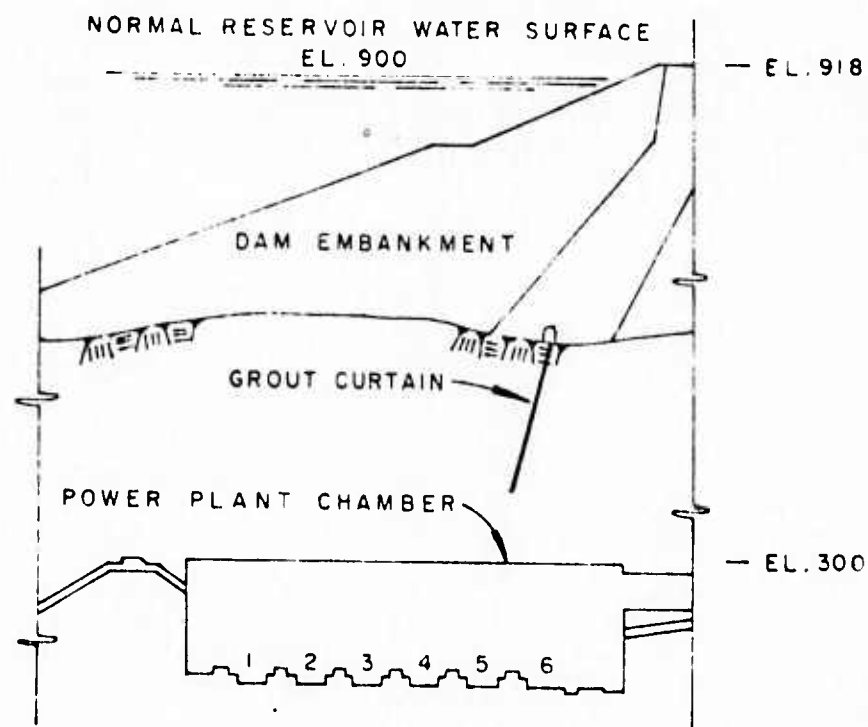 NORMAL RESERVOIR WATER SURFACE
EL. 900
EL. 918
DAM EMBANKMENT
GROUT CURTAIN
POWER PLANT CHAMBER
EL. 300
1 2 3 4 5 6